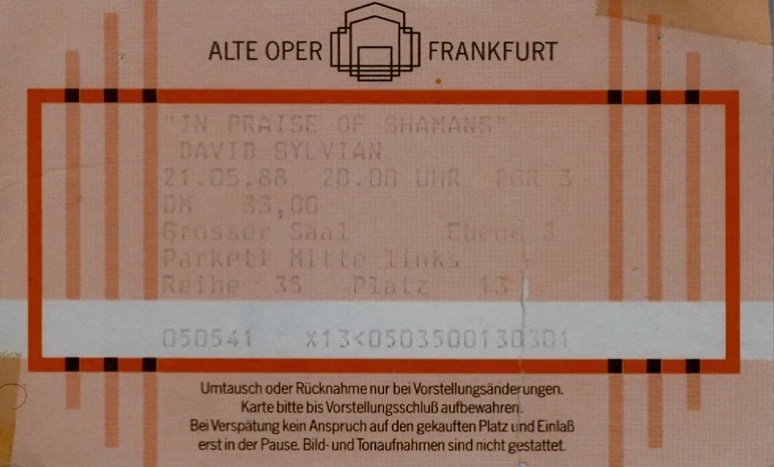 ALTE OPER FRANKFURT
"IN PRAISE OF SHAMANS"
DAVID SYLVIAN
21.05.88 20.00 UHR 3
DM 33,00
Grosser Saal Ebene 3
Parkett Mitte links
Reihe 35 Platz 13
050541 X13<0503500130301
Umtausch oder Rücknahme nur bei Vorstellungsänderungen.
Karte bitte bis Vorstellungsschluß aufbewahren.
Bei Verspätung kein Anspruch auf den gekauften Platz und Einlaß
erst in der Pause. Bild- und Tonaufnahmen sind nicht gestattet.